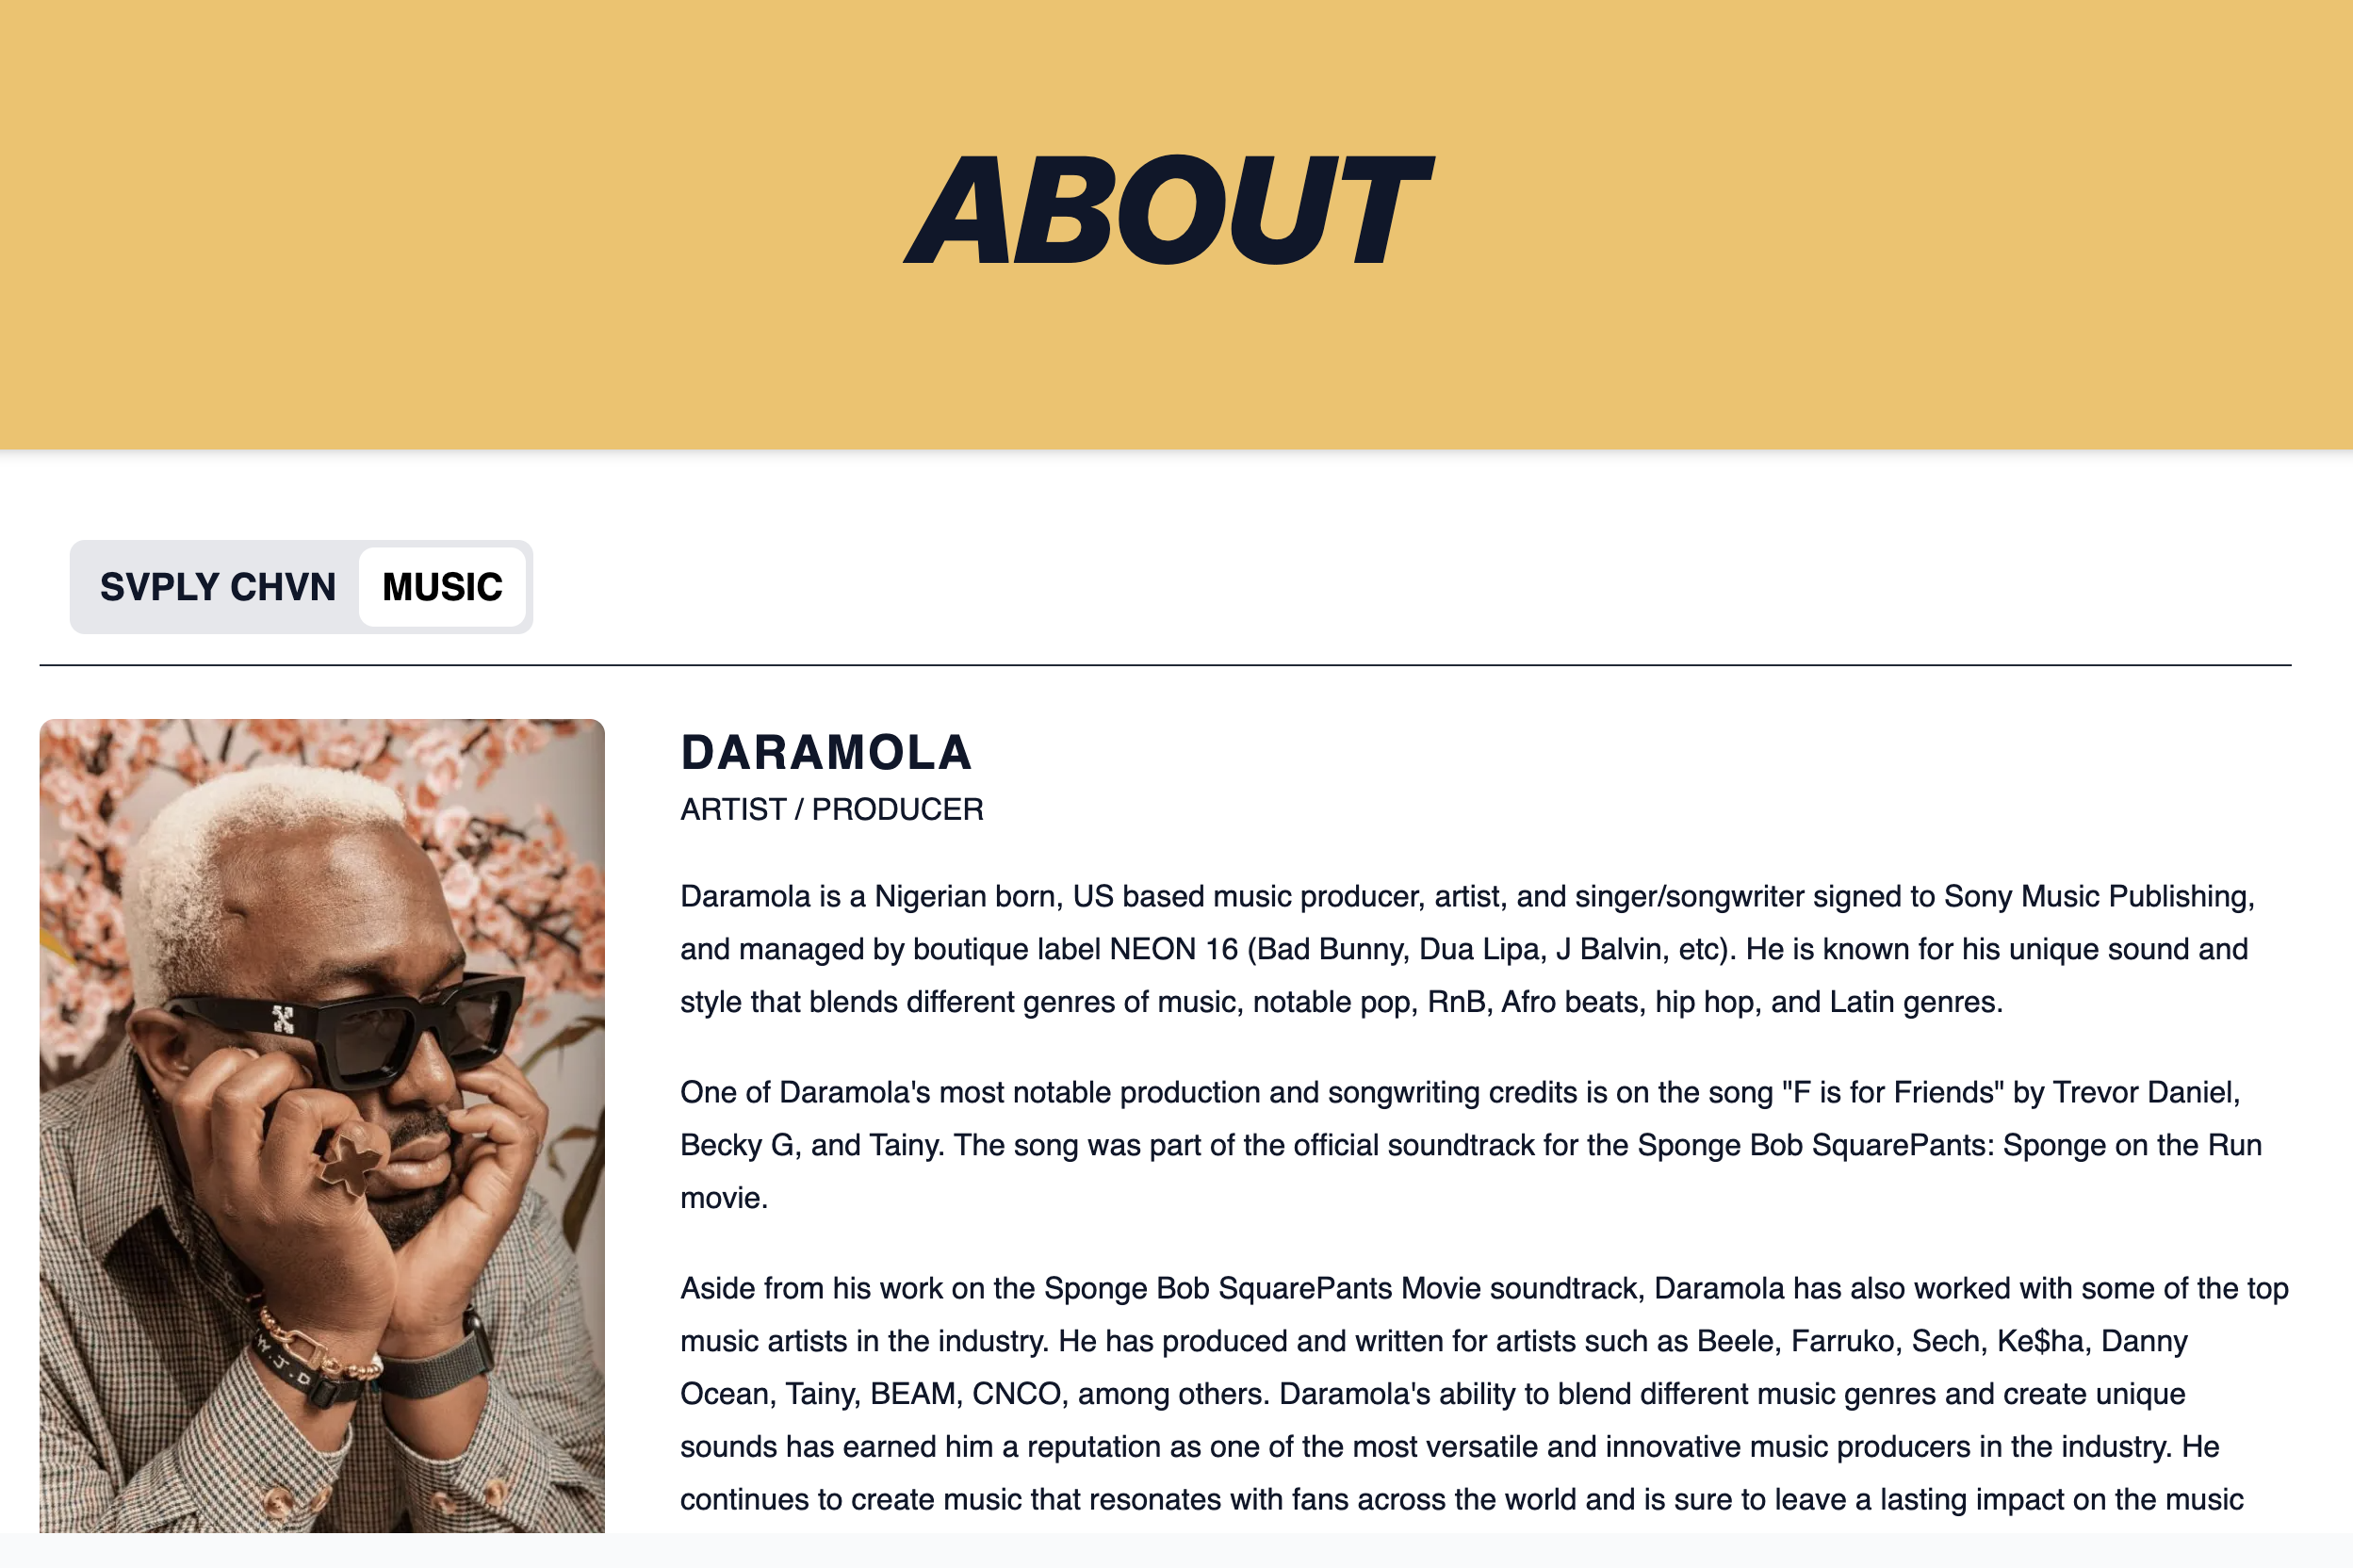 ABOUT
SVPLY CHVN
MUSIC
DARAMOLA
ARTIST / PRODUCER
Daramola is a Nigerian born, US based music producer, artist, and singer/songwriter signed to Sony Music Publishing,
and managed by boutique label NEON 16 (Bad Bunny, Dua Lipa, J Balvin, etc). He is known for his unique sound and
style that blends different genres of music, notable pop, RnB, Afro beats, hip hop, and Latin genres.
One of Daramola's most notable production and songwriting credits is on the song "F is for Friends" by Trevor Daniel,
Becky G, and Tainy. The song was part of the official soundtrack for the Sponge Bob SquarePants: Sponge on the Run
movie.
Aside from his work on the Sponge Bob SquarePants Movie soundtrack, Daramola has also worked with some of the top
music artists in the industry. He has produced and written for artists such as Beele, Farruko, Sech, Ke$ha, Danny
Ocean, Tainy, BEAM, CNCO, among others. Daramola's ability to blend different music genres and create unique
sounds has earned him a reputation as one of the most versatile and innovative music producers in the industry. He
continues to create music that resonates with fans across the world and is sure to leave a lasting impact on the music